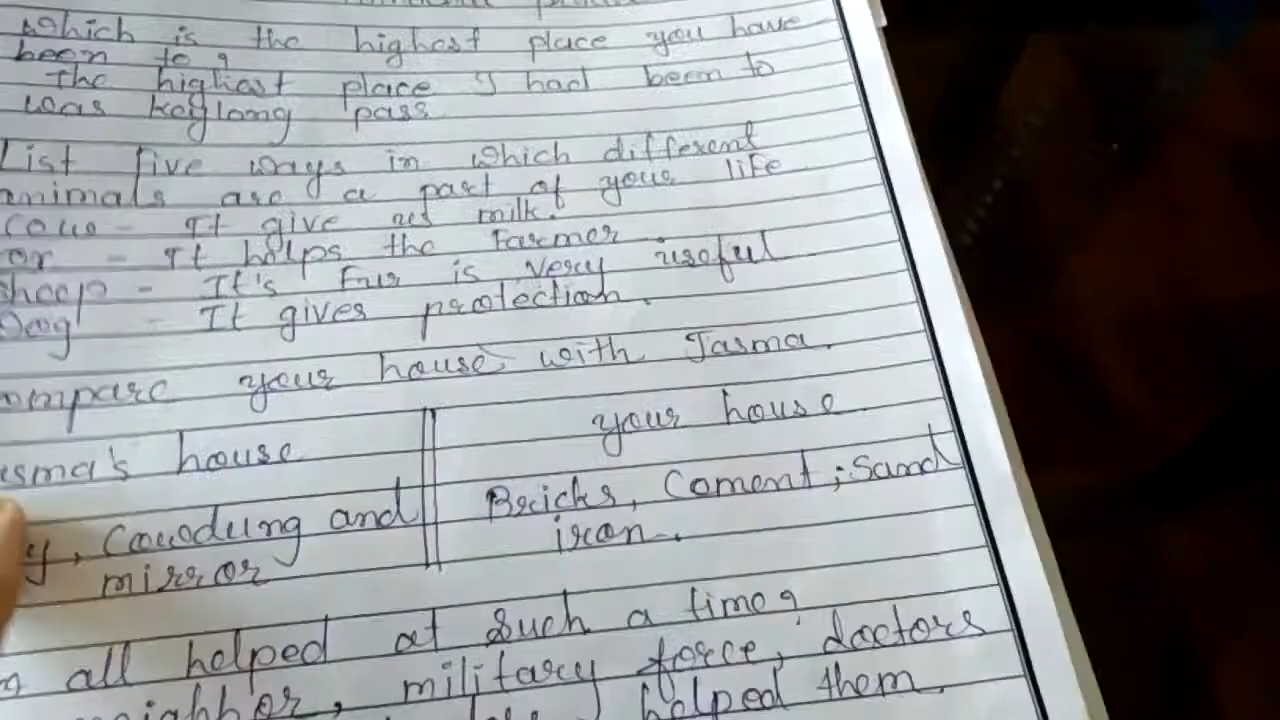 which is the highest place you have
been to ?
The highest place I had been to
was keylong pass
List five ways in which different
animals are a part of your life
Cow - It give us milk.
ox - It helps the farmer
sheep - It's fur is very useful
Dog - It gives protection.
ompare your house with Jasma.
asma's house
your house
y, Cowdung and
mirror
Bricks, Cement, Sand
iron.
all helped at such a time ?
neighbor, military force, doctors
helped them.